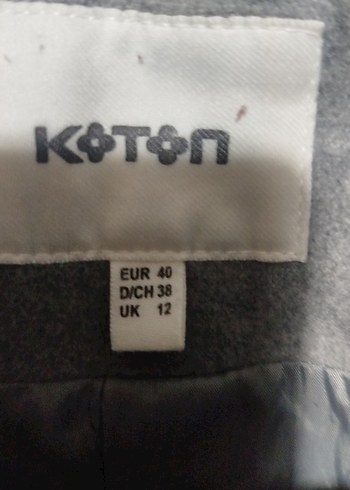 KOTON
EUR 40
D/CH 38
UK 12